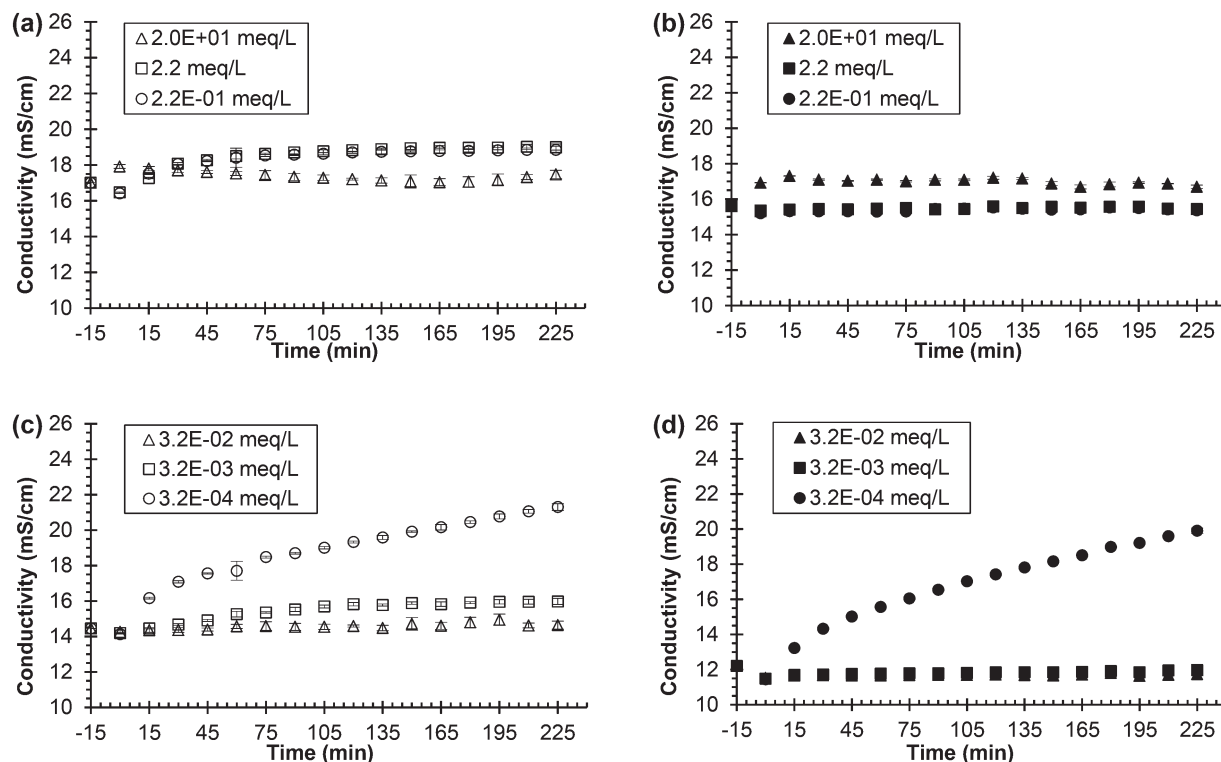 (a)
Conductivity (mS/cm)
26
24
22
20
18
16
14
12
10
2.0E+01 meq/L
2.2 meq/L
2.2E-01 meq/L
-15 15 45 75 105 135 165 195 225
Time (min)
(b)
Conductivity (mS/cm)
26
24
22
20
18
16
14
12
10
2.0E+01 meq/L
2.2 meq/L
2.2E-01 meq/L
-15 15 45 75 105 135 165 195 225
Time (min)
(c)
Conductivity (mS/cm)
26
24
22
20
18
16
14
12
10
3.2E-02 meq/L
3.2E-03 meq/L
3.2E-04 meq/L
-15 15 45 75 105 135 165 195 225
Time (min)
(d)
Conductivity (mS/cm)
26
24
22
20
18
16
14
12
10
3.2E-02 meq/L
3.2E-03 meq/L
3.2E-04 meq/L
-15 15 45 75 105 135 165 195 225
Time (min)